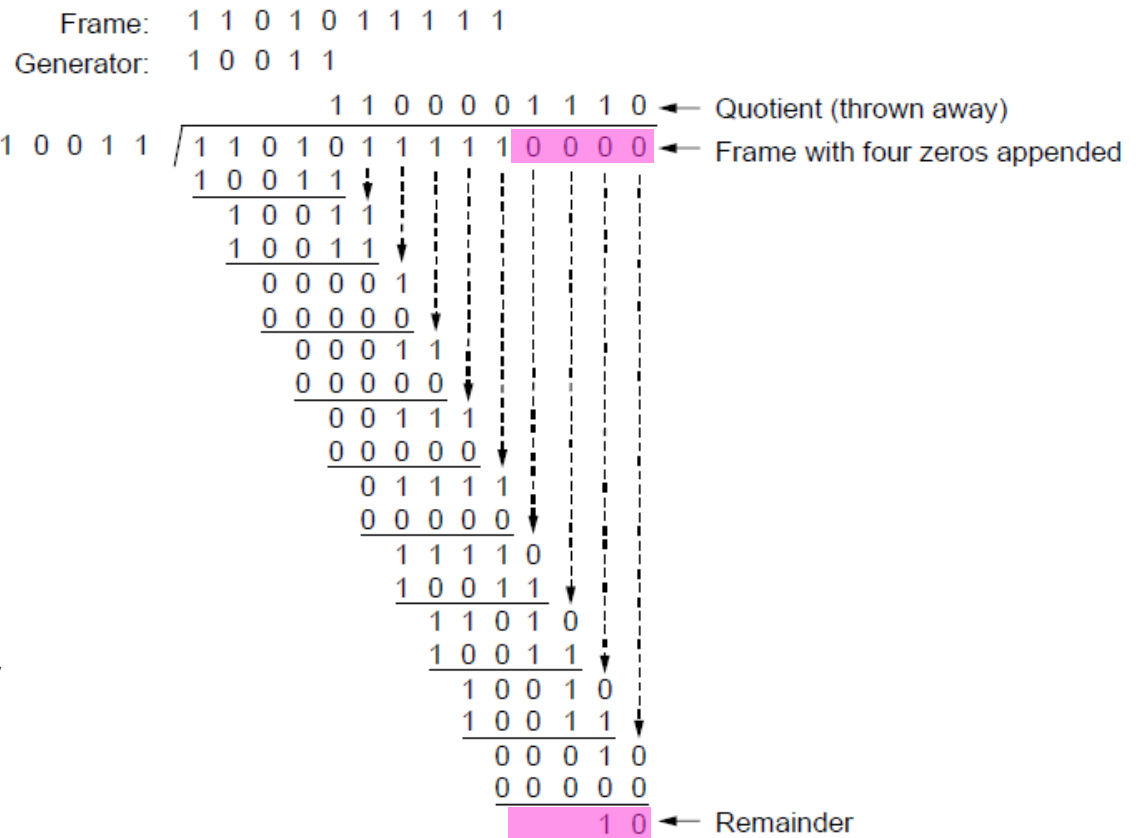 Frame: 1 1 0 1 0 1 1 1 1 1
Generator: 1 0 0 1 1
1 1 0 0 0 0 1 1 1 0 Quotient (thrown away)
1 0 0 1 1 1 1 0 1 0 1 1 1 1 1 0 0 0 0 Frame with four zeros appended
1 0 0 1 1
1 0 0 1 1
1 0 0 1 1
0 0 0 0 1
0 0 0 0 0
0 0 0 1 1
0 0 0 0 0
0 0 1 1 1
0 0 0 0 0
0 1 1 1 1
0 0 0 0 0
1 1 1 1 0
1 0 0 1 1
1 1 0 1 0
1 0 0 1 1
1 0 0 1 0
1 0 0 1 1
0 0 0 1 0
0 0 0 0 0
1 0 Remainder